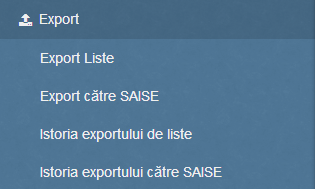 Export
Export Liste
Export către SAISE
Istoria exportului de liste
Istoria exportului către SAISE